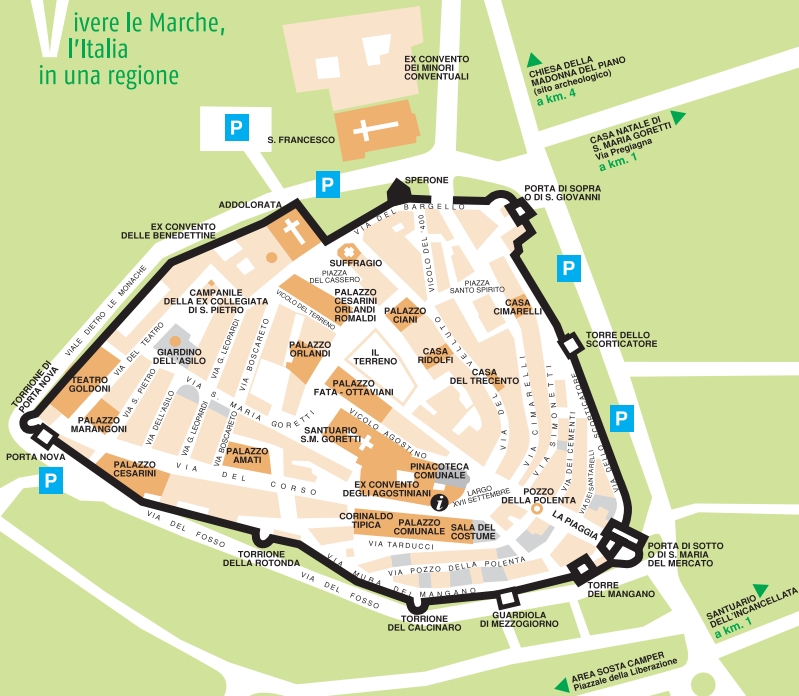 Vivere le Marche,
l'Italia
in una regione
EX CONVENTO
DEI MINORI
CONVENTUALI
CHIESA DELLA
MADONNA DEL PIANO
(sito archeologico)
a km. 4
P
S. FRANCESCO
CASA NATALE DI
S. MARIA GORETTI
Via Pregiagna
a km. 1
P
SPERONE
PORTA DI SOPRA
O DI S. GIOVANNI
ADDOLORATA
VIA DEL BARGELLO
EX CONVENTO
DELLE BENEDETTINE
VICOLO DEL '400
SUFFRAGIO
PIAZZA
DEL CASSERO
P
VIALE DIETRO LE MONACHE
CAMPANILE
DELLA EX COLLEGIATA
DI S. PIETRO
VICOLO DEL TERRENO
PALAZZO
CESARINI
ORLANDI
ROMALDI
PIAZZA
SANTO SPIRITO
PALAZZO
CIANI
CASA
CIMARELLI
VIA DEL TEATRO
GIARDINO
DELL'ASILO
VIA G. LEOPARDI
VIA BOSCARETO
PALAZZO
ORLANDI
IL
TERRENO
CASA
RIDOLFI
TORRE DELLO
SCORTICATORE
TORRIONE DI
PORTA NOVA
TEATRO
GOLDONI
VIA S. PIETRO
VIA S. MARIA GORETTI
PALAZZO
FATA - OTTAVIANI
CASA
DEL TRECENTO
VIA DEL VELLUTO
VIA CIMARELLI
VIA SIMONETTI
VIA DELLO SCORTICATORE
P
PALAZZO
MARANGONI
VIA DELL'ASILO
VIA G. LEOPARDI
VIA BOSCARETO
SANTUARIO
S.M. GORETTI
VICOLO AGOSTINO
PORTA NOVA
P
PALAZZO
CESARINI
PALAZZO
AMATI
VIA DEL CORSO
PINACOTECA
COMUNALE
EX CONVENTO
DEGLI AGOSTINIANI
i
LARGO
XVII SETTEMBRE
POZZO
DELLA POLENTA
VIA DEI CEMENTI
VIA DEI SANTARELLI
LA PIAGGIA
CORINALDO
TIPICA
PALAZZO
COMUNALE
SALA DEL
COSTUME
VIA DEL FOSSO
VIA TARDUCCI
PORTA DI SOTTO
O DI S. MARIA
DEL MERCATO
TORRIONE
DELLA ROTONDA
VIA POZZO DELLA POLENTA
VIA MURA DEL MANGANO
VIA DEL FOSSO
TORRE
DEL MANGANO
GUARDIOLA
DI MEZZOGIORNO
TORRIONE
DEL CALCINARO
SANTUARIO
DELL'INCANCELLATA
a km. 1
AREA SOSTA CAMPER
Piazzale della Liberazione